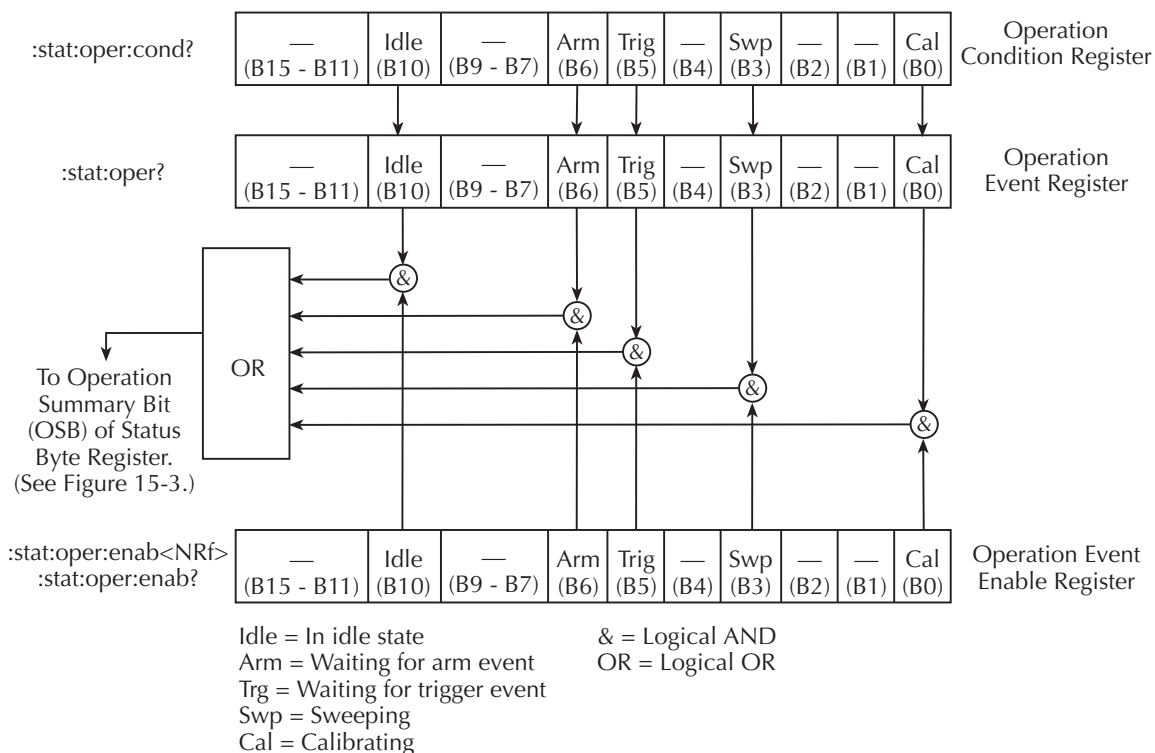 :stat:oper:cond?
— Idle — Arm Trig — Swp — — Cal
(B15 - B11) (B10) (B9 - B7) (B6) (B5) (B4) (B3) (B2) (B1) (B0)
Operation
Condition Register
:stat:oper?
— Idle — Arm Trig — Swp — — Cal
(B15 - B11) (B10) (B9 - B7) (B6) (B5) (B4) (B3) (B2) (B1) (B0)
Operation
Event Register
&
&
&
&
&
OR
To Operation
Summary Bit
(OSB) of Status
Byte Register.
(See Figure 15-3.)
:stat:oper:enab<NRf>
:stat:oper:enab?
— Idle — Arm Trig — Swp — — Cal
(B15 - B11) (B10) (B9 - B7) (B6) (B5) (B4) (B3) (B2) (B1) (B0)
Operation Event
Enable Register
Idle = In idle state
Arm = Waiting for arm event
Trg = Waiting for trigger event
Swp = Sweeping
Cal = Calibrating
& = Logical AND
OR = Logical OR